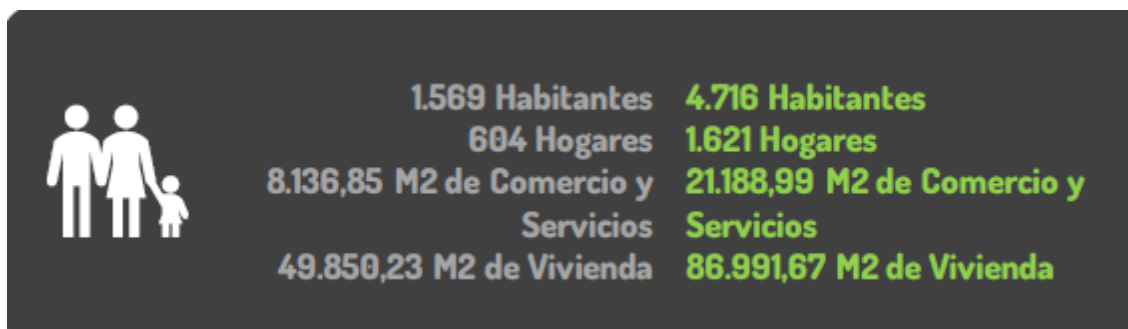 1.569 Habitantes
604 Hogares
8.136,85 M2 de Comercio y
Servicios
49.850,23 M2 de Vivienda
4.716 Habitantes
1.621 Hogares
21.188,99 M2 de Comercio y
Servicios
86.991,67 M2 de Vivienda